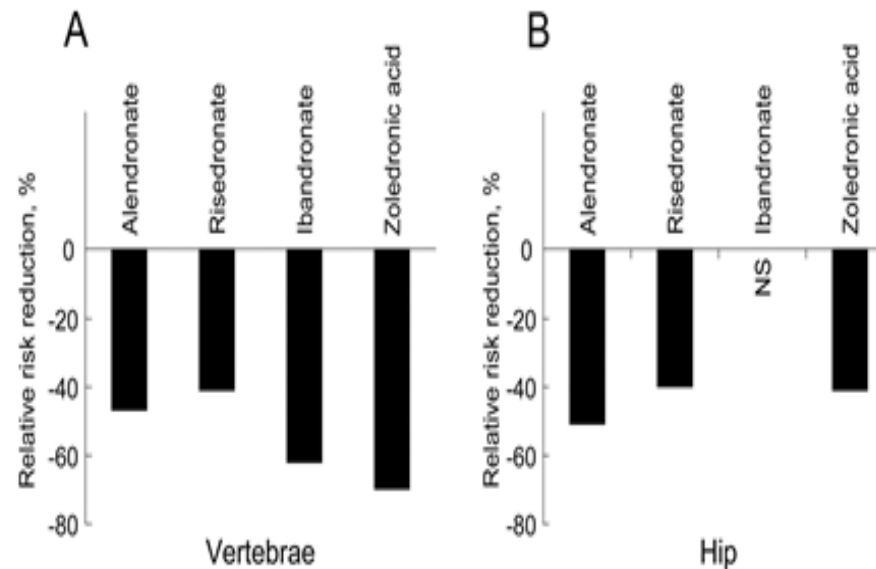 A
Alendronate
Risedronate
Ibandronate
Zoledronic acid
Relative risk reduction, %
0
-20
-40
-60
-80
Vertebrae
B
Alendronate
Risedronate
Ibandronate
Zoledronic acid
Relative risk reduction, %
0
-20
-40
-60
-80
NS
Hip